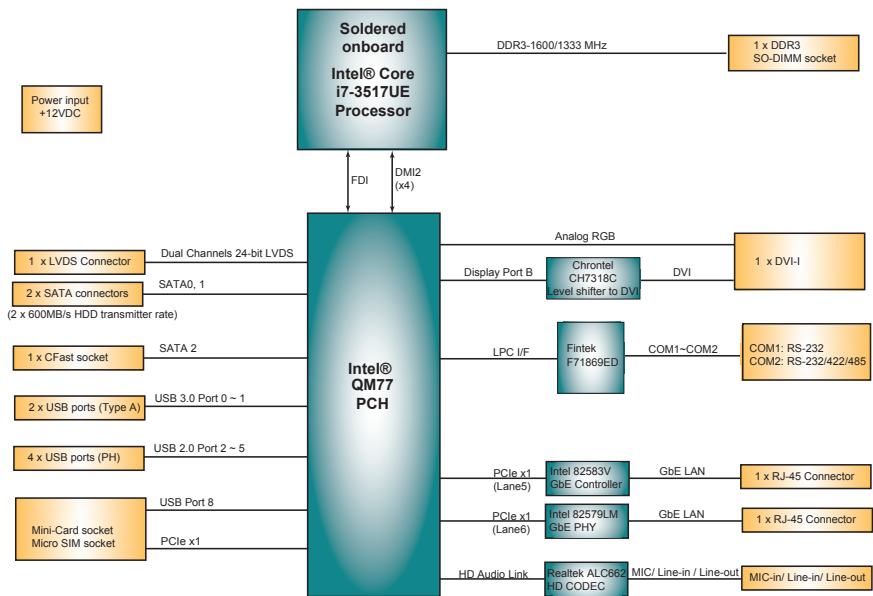 Soldered
onboard
Intel® Core
i7-3517UE
Processor
DDR3-1600/1333 MHz
1 x DDR3
SO-DIMM socket
Power input
+12VDC
FDI
DMI2
(x4)
Intel®
QM77
PCH
1 x LVDS Connector
Dual Channels 24-bit LVDS
2 x SATA connectors
SATA0, 1
(2 x 600MB/s HDD transmitter rate)
1 x CFast socket
SATA 2
2 x USB ports (Type A)
USB 3.0 Port 0 ~ 1
4 x USB ports (PH)
USB 2.0 Port 2 ~ 5
Mini-Card socket
Micro SIM socket
USB Port 8
PCIe x1
Analog RGB
Display Port B
Chrontel
CH7318C
Level shifter to DVI
DVI
1 x DVI-I
LPC I/F
Fintek
F71869ED
COM1~COM2
COM1: RS-232
COM2: RS-232/422/485
PCIe x1
(Lane5)
Intel 82583V
GbE Controller
GbE LAN
1 x RJ-45 Connector
PCIe x1
(Lane6)
Intel 82579LM
GbE PHY
GbE LAN
1 x RJ-45 Connector
HD Audio Link
Realtek ALC662
HD CODEC
MIC/ Line-in / Line-out
MIC-in/ Line-in/ Line-out